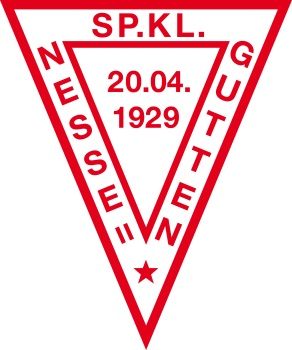 SP.KL.
NESSE=
GUTTEN
20.04.
1929